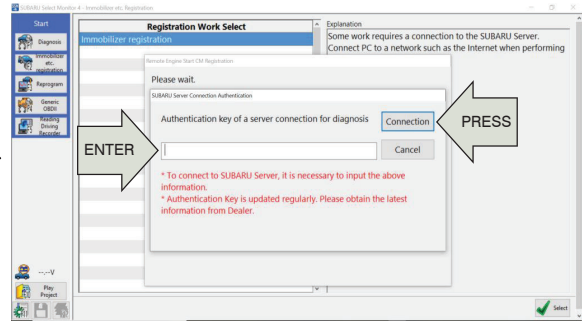 SUBARU Select Monitor 4 - Immobilizer etc. Registration
Start
Diagnosis
Immobilizer
etc.
registration
Reprogram
Generic
OBDII
Reading
Driving
Recorder
--.--V
Play
Project
Registration Work Select
Immobilizer registration
Explanation
Some work requires a connection to the SUBARU Server.
Connect PC to a network such as the Internet when performing
Remote Engine Start CM Registration
Please wait.
SUBARU Server Connection Authentication
Authentication key of a server connection for diagnosis
Connection
PRESS
ENTER
Cancel
* To connect to SUBARU Server, it is necessary to input the above
information.
* Authentication Key is updated regularly. Please obtain the latest
information from Dealer.
Select